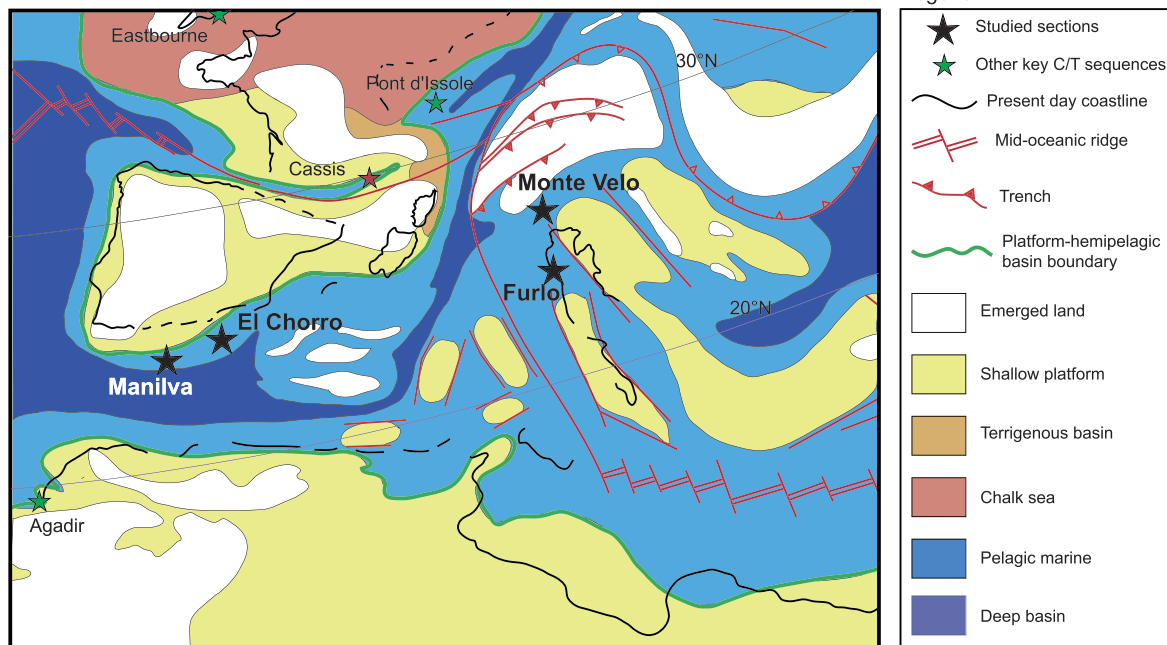 Eastbourne
Pont d'Issole
30°N
Cassis
Monte Velo
Furlo
20°N
El Chorro
Manilva
Agadir
Studied sections
Other key C/T sequences
Present day coastline
Mid-oceanic ridge
Trench
Platform-hemipelagic
basin boundary
Emerged land
Shallow platform
Terrigenous basin
Chalk sea
Pelagic marine
Deep basin